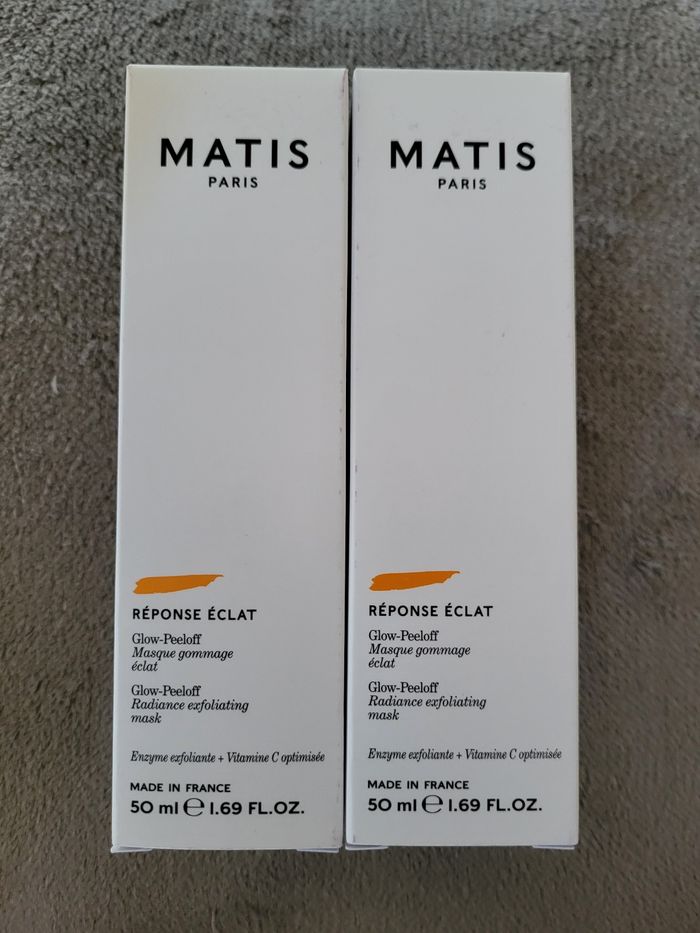 MATIS
PARIS
RÉPONSE ÉCLAT
Glow-Peeloff
Masque gommage
éclat
Glow-Peeloff
Radiance exfoliating
mask
Enzyme exfoliante + Vitamine C optimisée
MADE IN FRANCE
50 ml ℮ 1.69 FL.OZ.
MATIS
PARIS
RÉPONSE ÉCLAT
Glow-Peeloff
Masque gommage
éclat
Glow-Peeloff
Radiance exfoliating
mask
Enzyme exfoliante + Vitamine C optimisée
MADE IN FRANCE
50 ml ℮ 1.69 FL.OZ.